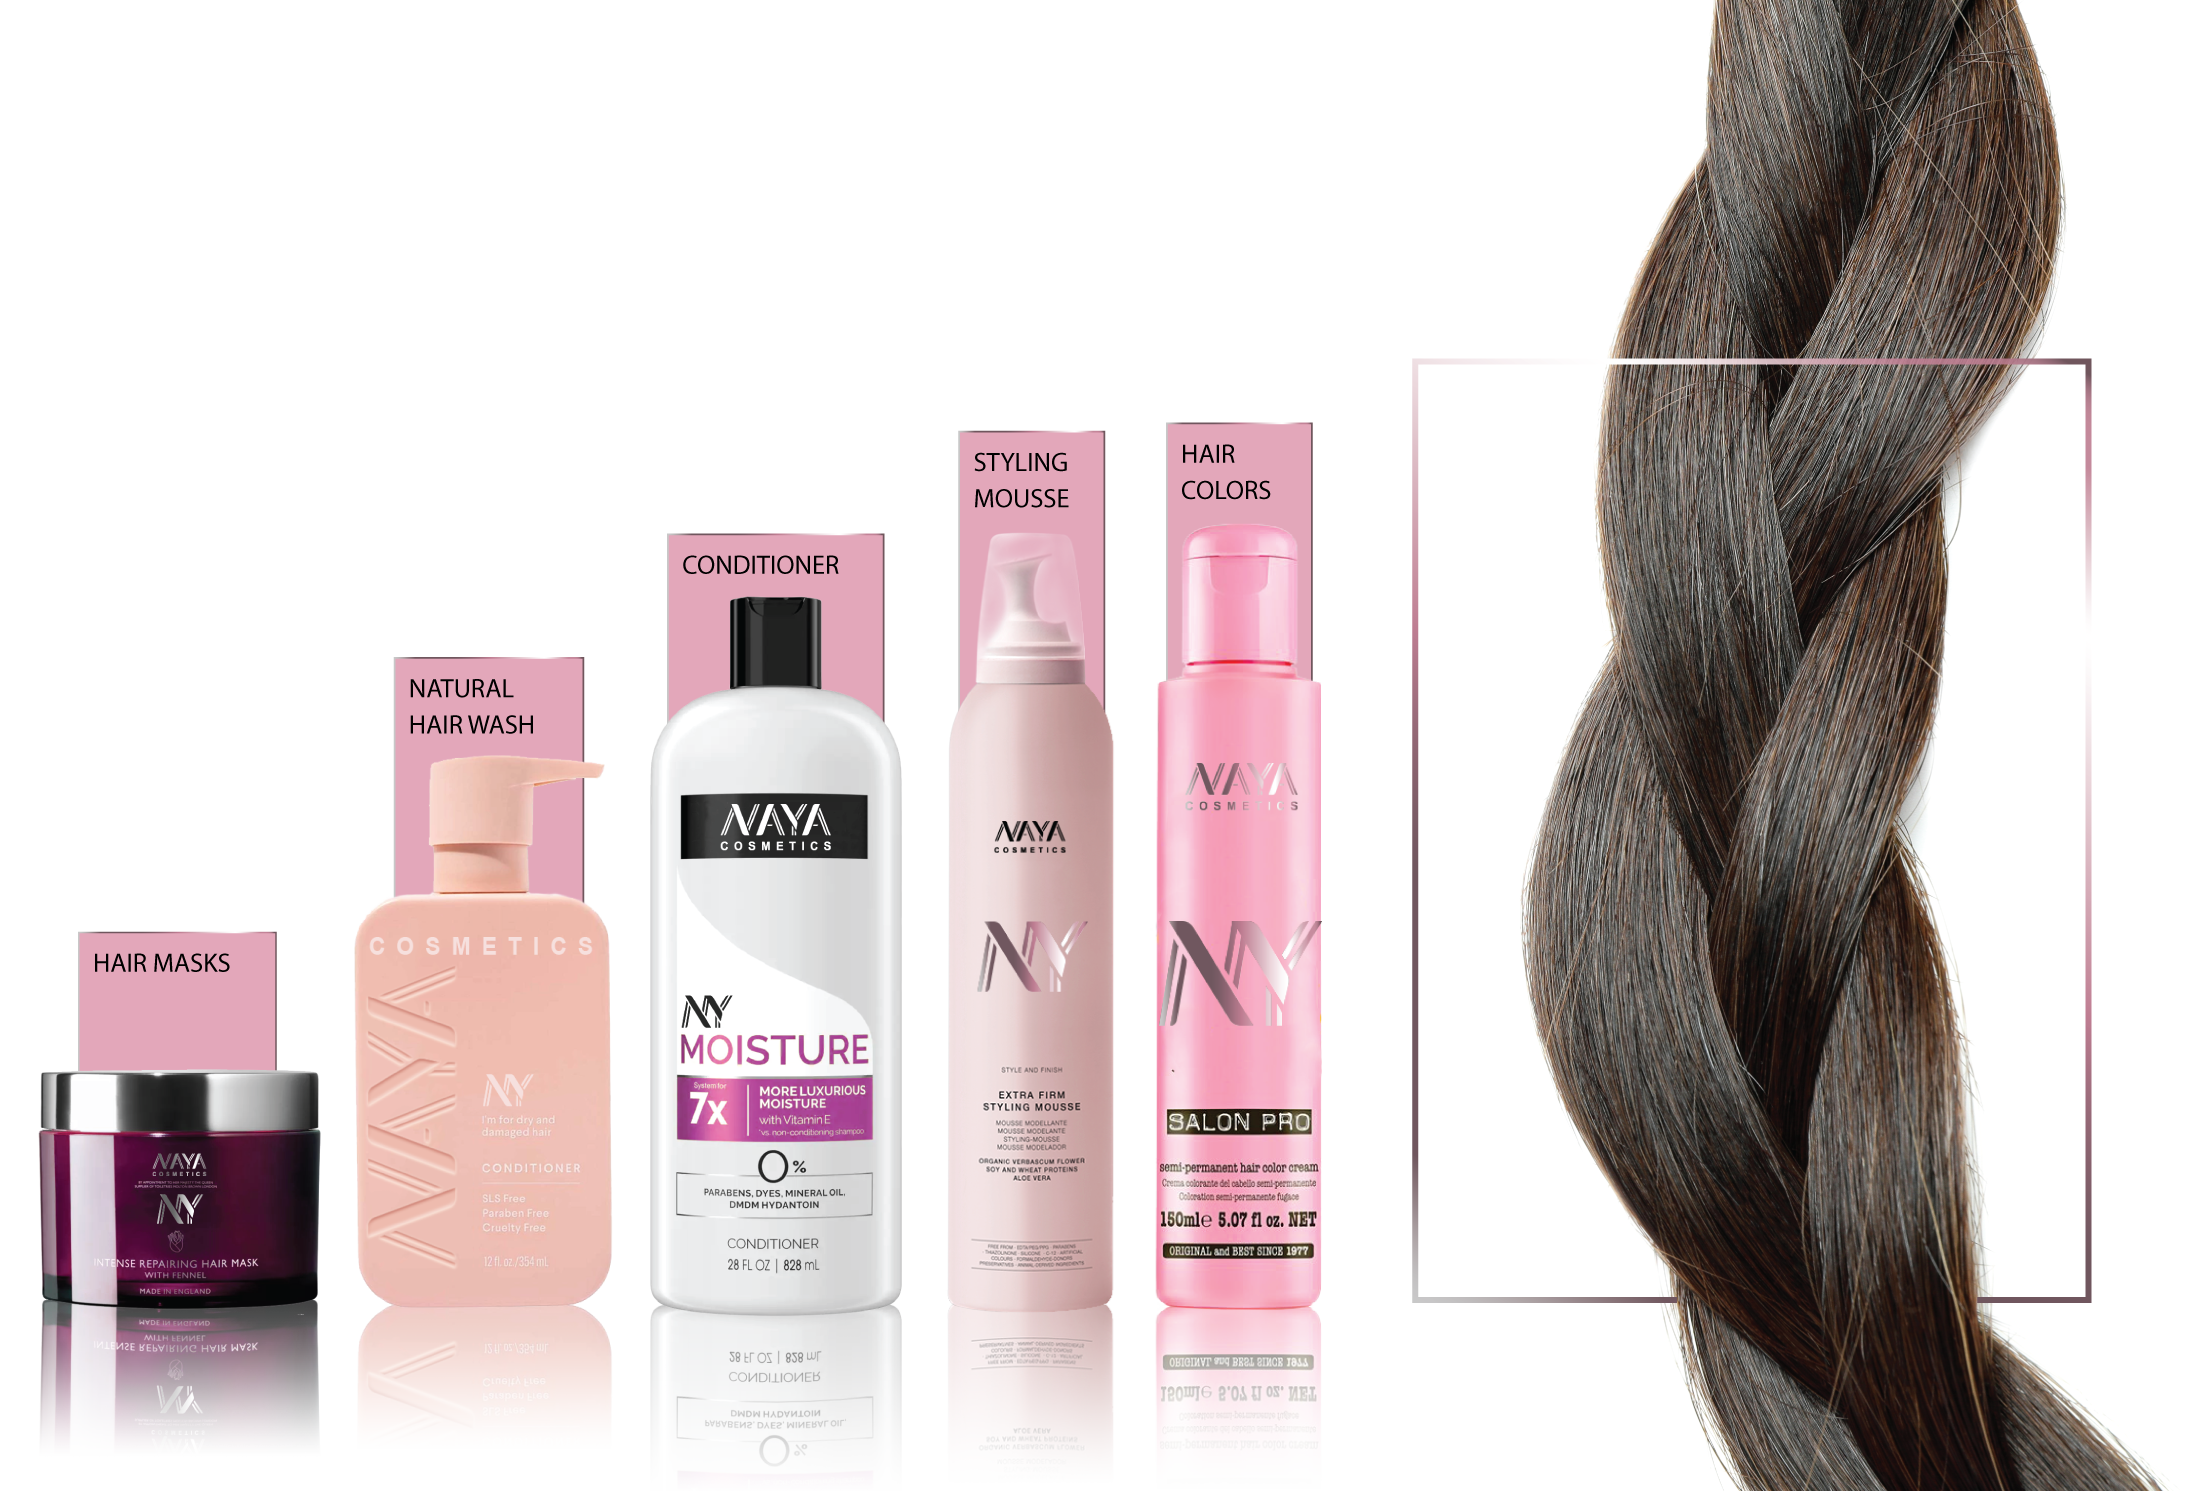 HAIR MASKS
NAYA
COSMETICS
NY
INTENSE REPAIRING HAIR MASK
WITH FENNEL
MADE IN ENGLAND
NATURAL
HAIR WASH
COSMETICS
NAYA
NY
I'm for dry and
damaged hair
CONDITIONER
SLS Free
Paraben Free
Cruelty Free
12 fl oz /354 mL
CONDITIONER
NAYA
COSMETICS
NY
MOISTURE
System for
7x
MORE LUXURIOUS
MOISTURE
with Vitamin E
*vs. non-conditioning shampoo
0%
PARABENS, DYES, MINERAL OIL,
DMDM HYDANTOIN
CONDITIONER
28 FL OZ | 828 mL
STYLING
MOUSSE
NAYA
COSMETICS
NY
STYLE AND FINISH
EXTRA FIRM
STYLING MOUSSE
MOUSSE MODELLANTE
MOUSSE MODELANTE
STYLING-MOUSSE
MOUSSE MODELADOR
ORGANIC VERBASCUM FLOWER
SOY AND WHEAT PROTEINS
ALOE VERA
HAIR
COLORS
NAYA
COSMETICS
NY
SALON PRO
semi-permanent hair color cream
Crema colorante del cabello semi-permanente
Coloration semi-permanente fugace
150ml e 5.07 fl oz. NET
ORIGINAL and BEST SINCE 1977